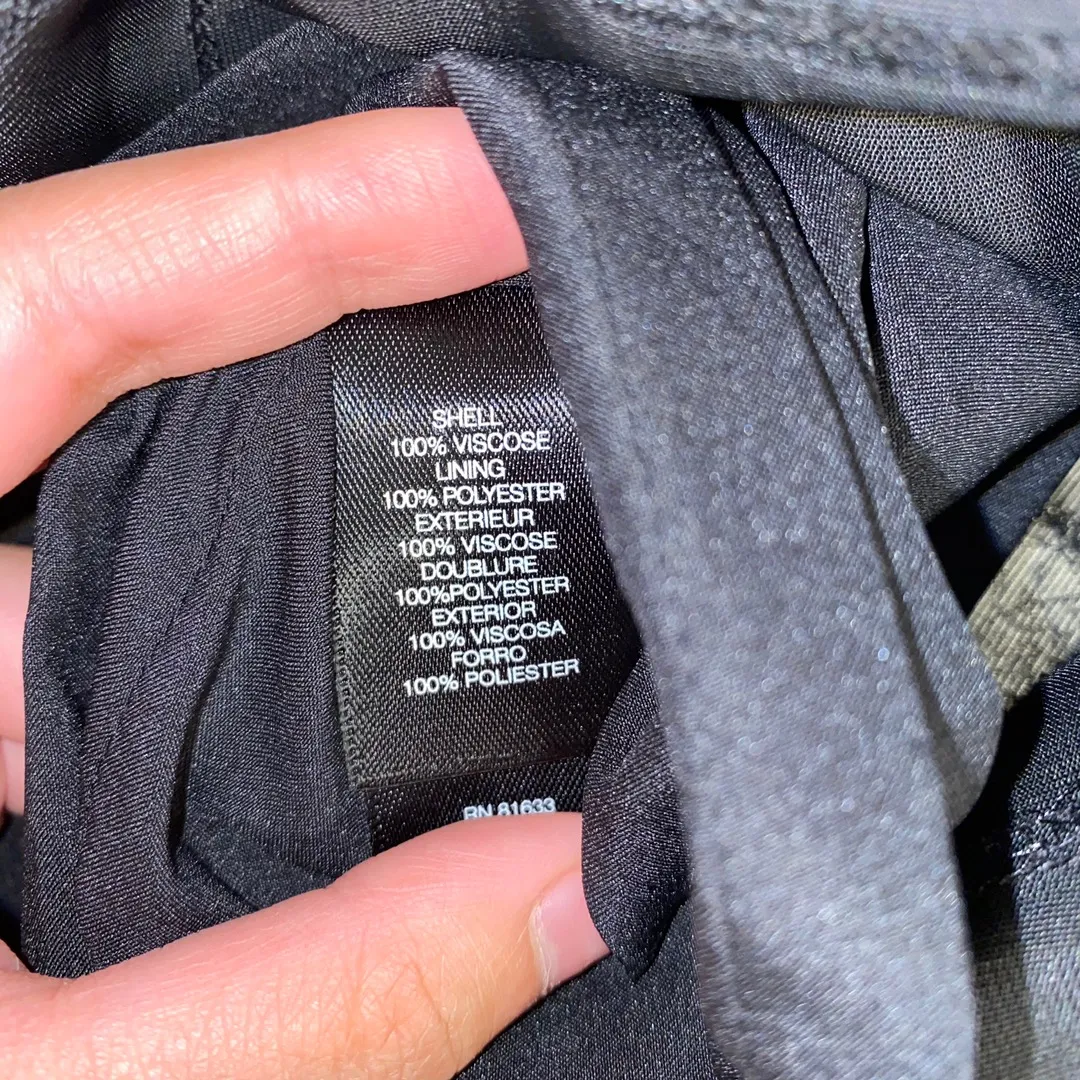 SHELL
100% VISCOSE
LINING
100% POLYESTER
EXTERIEUR
100% VISCOSE
DOUBLURE
100%POLYESTER
EXTERIOR
100% VISCOSA
FORRO
100% POLIESTER
RN 81633